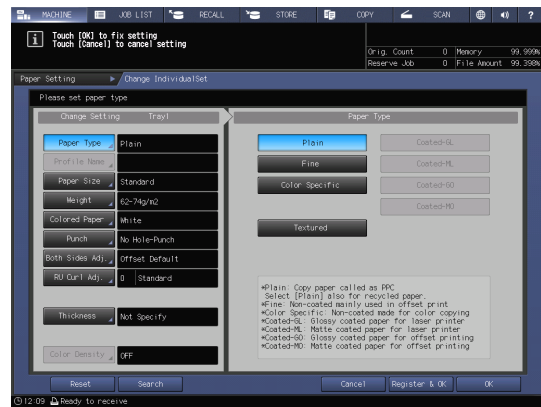 MACHINE JOB LIST RECALL STORE COPY SCAN ?
Touch [OK] to fix setting
Touch [Cancel] to cancel setting
Orig. Count 0 Memory 99.999%
Reserve Job 0 File Amount 99.398%
Paper Setting Change IndividualSet
Please set paper type
Change Setting Tray1
Paper Type
Paper Type Plain
Plain Coated-GL
Profile Name
Fine Coated-ML
Paper Size Standard
Color Specific Coated-GO
Weight 62-74g/m2
Coated-MO
Colored Paper White
Textured
Punch No Hole-Punch
Both Sides Adj. Offset Default
RU Curl Adj. 0 Standard
Thickness Not Specify
Color Density OFF
*Plain: Copy paper called as PPC
Select [Plain] also for recycled paper.
*Fine: Non-coated mainly used in offset print
*Color Specific: Non-coated made for color copying
*Coated-GL: Glossy coated paper for laser printer
*Coated-ML: Matte coated paper for laser printer
*Coated-GO: Glossy coated paper for offset printing
*Coated-MO: Matte coated paper for offset printing
Reset Search Cancel Register & OK OK
12:09 Ready to receive